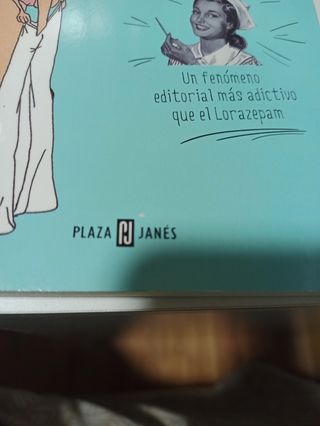 Un fenómeno
editorial más adictivo
que el Lorazepam
PLAZA JANÉS